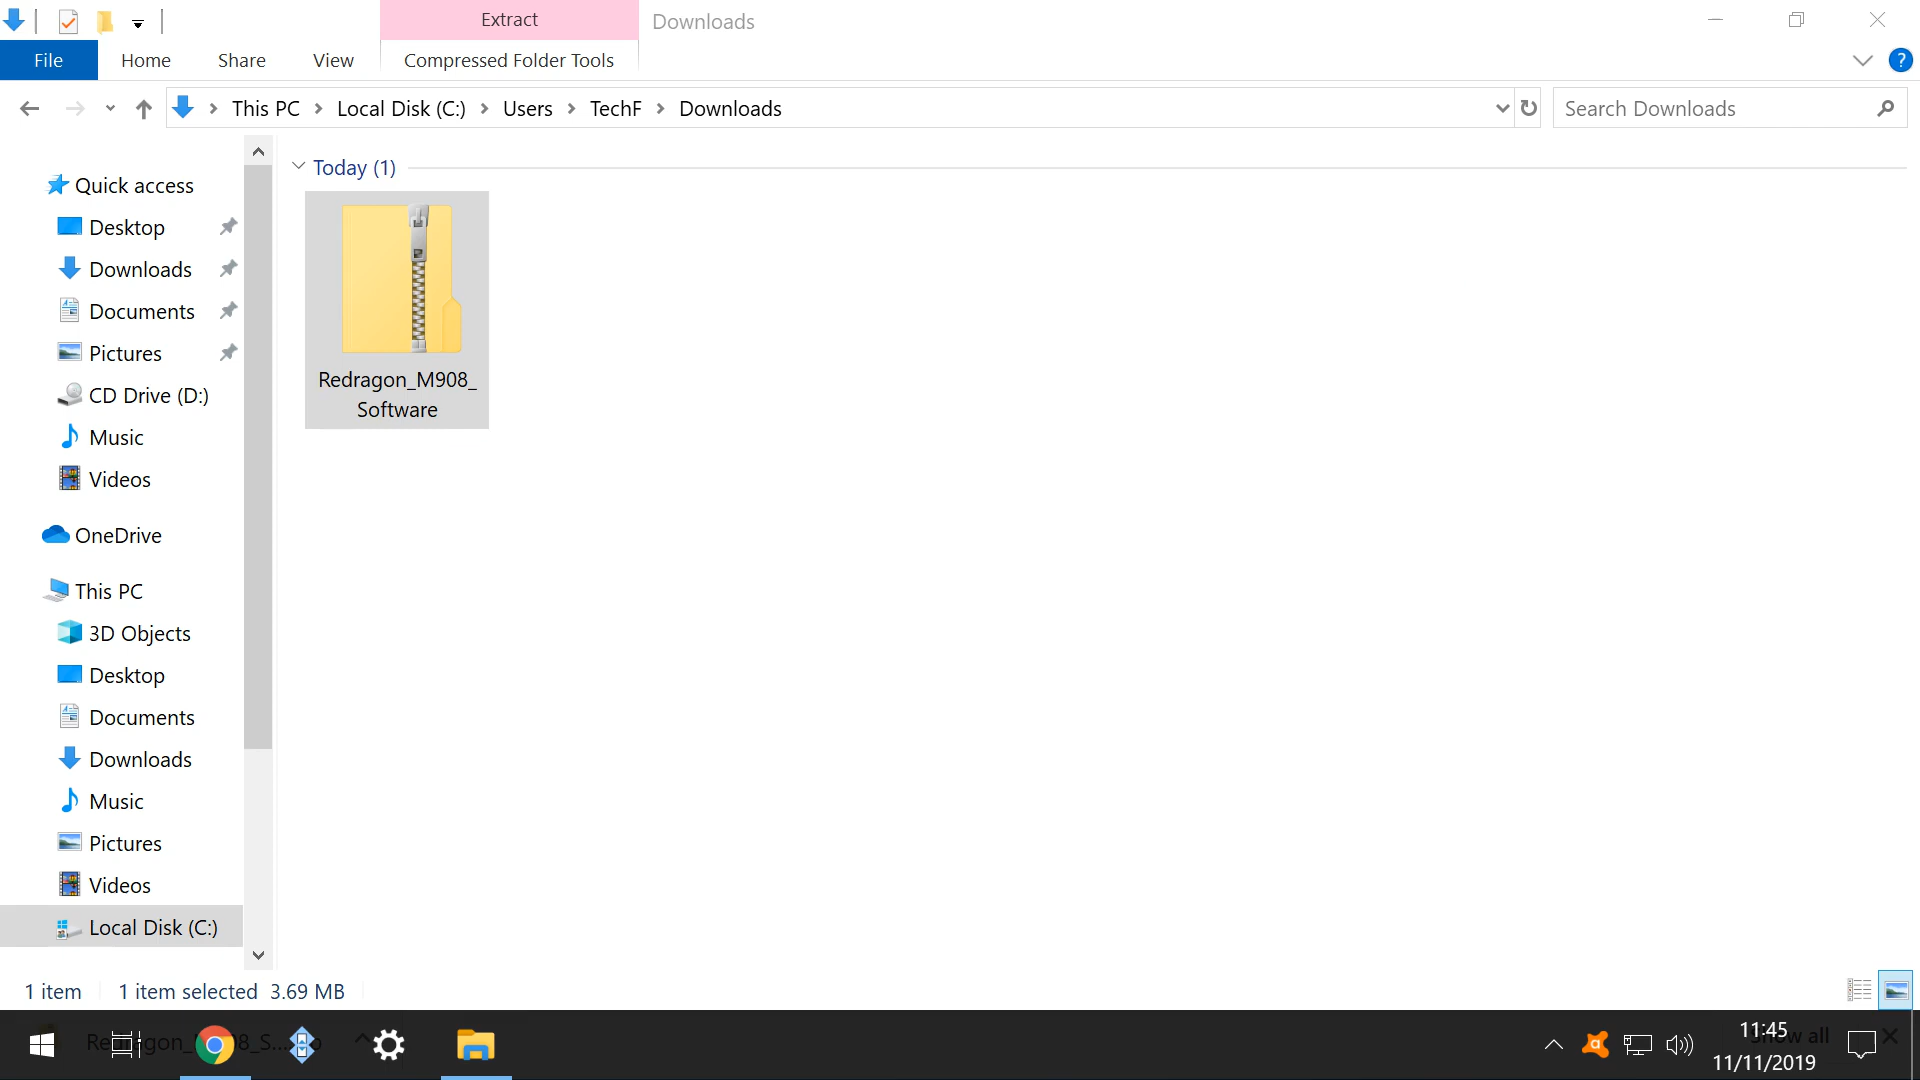 Extract
Downloads
File
Home
Share
View
Compressed Folder Tools
?
This PC
Local Disk (C:)
Users
TechF
Downloads
Search Downloads
Quick access
Desktop
Downloads
Documents
Pictures
CD Drive (D:)
Music
Videos
OneDrive
This PC
3D Objects
Desktop
Documents
Downloads
Music
Pictures
Videos
Local Disk (C:)
Today (1)
Redragon_M908_
Software
1 item
1 item selected 3.69 MB
Show all
11:45
11/11/2019